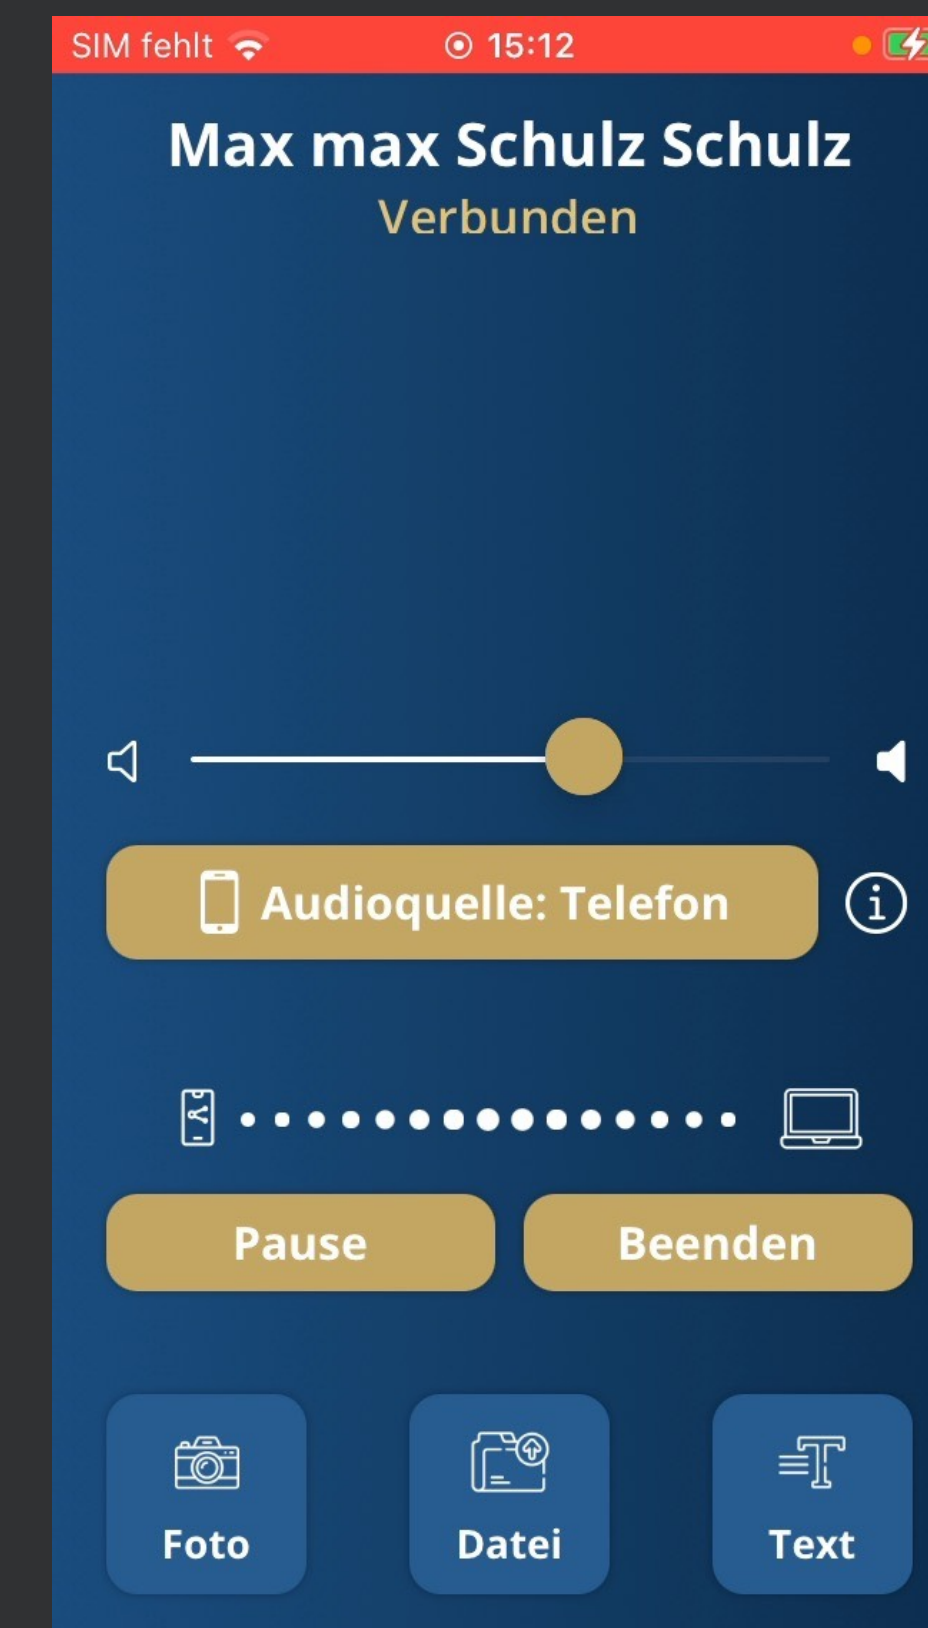 SIM fehlt 15:12
Max max Schulz Schulz
Verbunden
Audioquelle: Telefon
Pause Beenden
Foto Datei Text